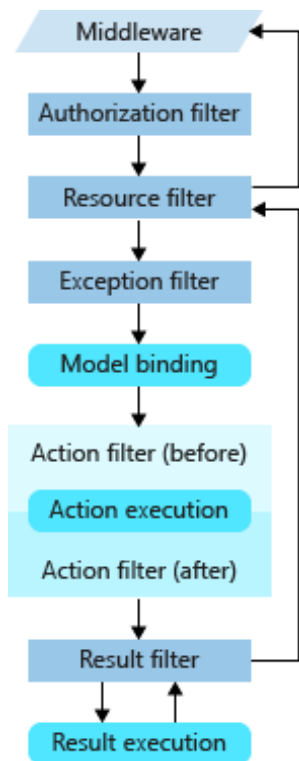 Middleware
Authorization filter
Resource filter
Exception filter
Model binding
Action filter (before)
Action execution
Action filter (after)
Result filter
Result execution